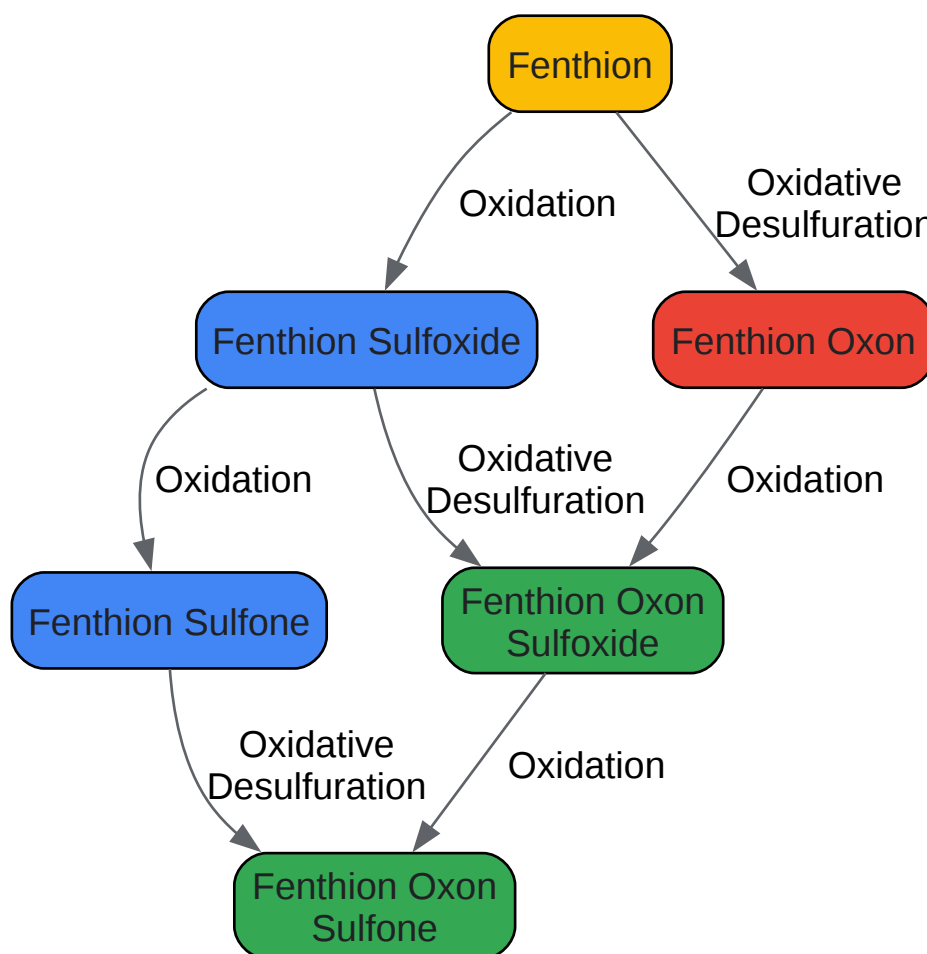 Fenthion
Oxidation
Oxidative
Desulfuration
Fenthion Sulfoxide
Fenthion Oxon
Oxidation
Oxidative
Desulfuration
Oxidation
Fenthion Sulfone
Fenthion Oxon
Sulfoxide
Oxidative
Desulfuration
Oxidation
Fenthion Oxon
Sulfone